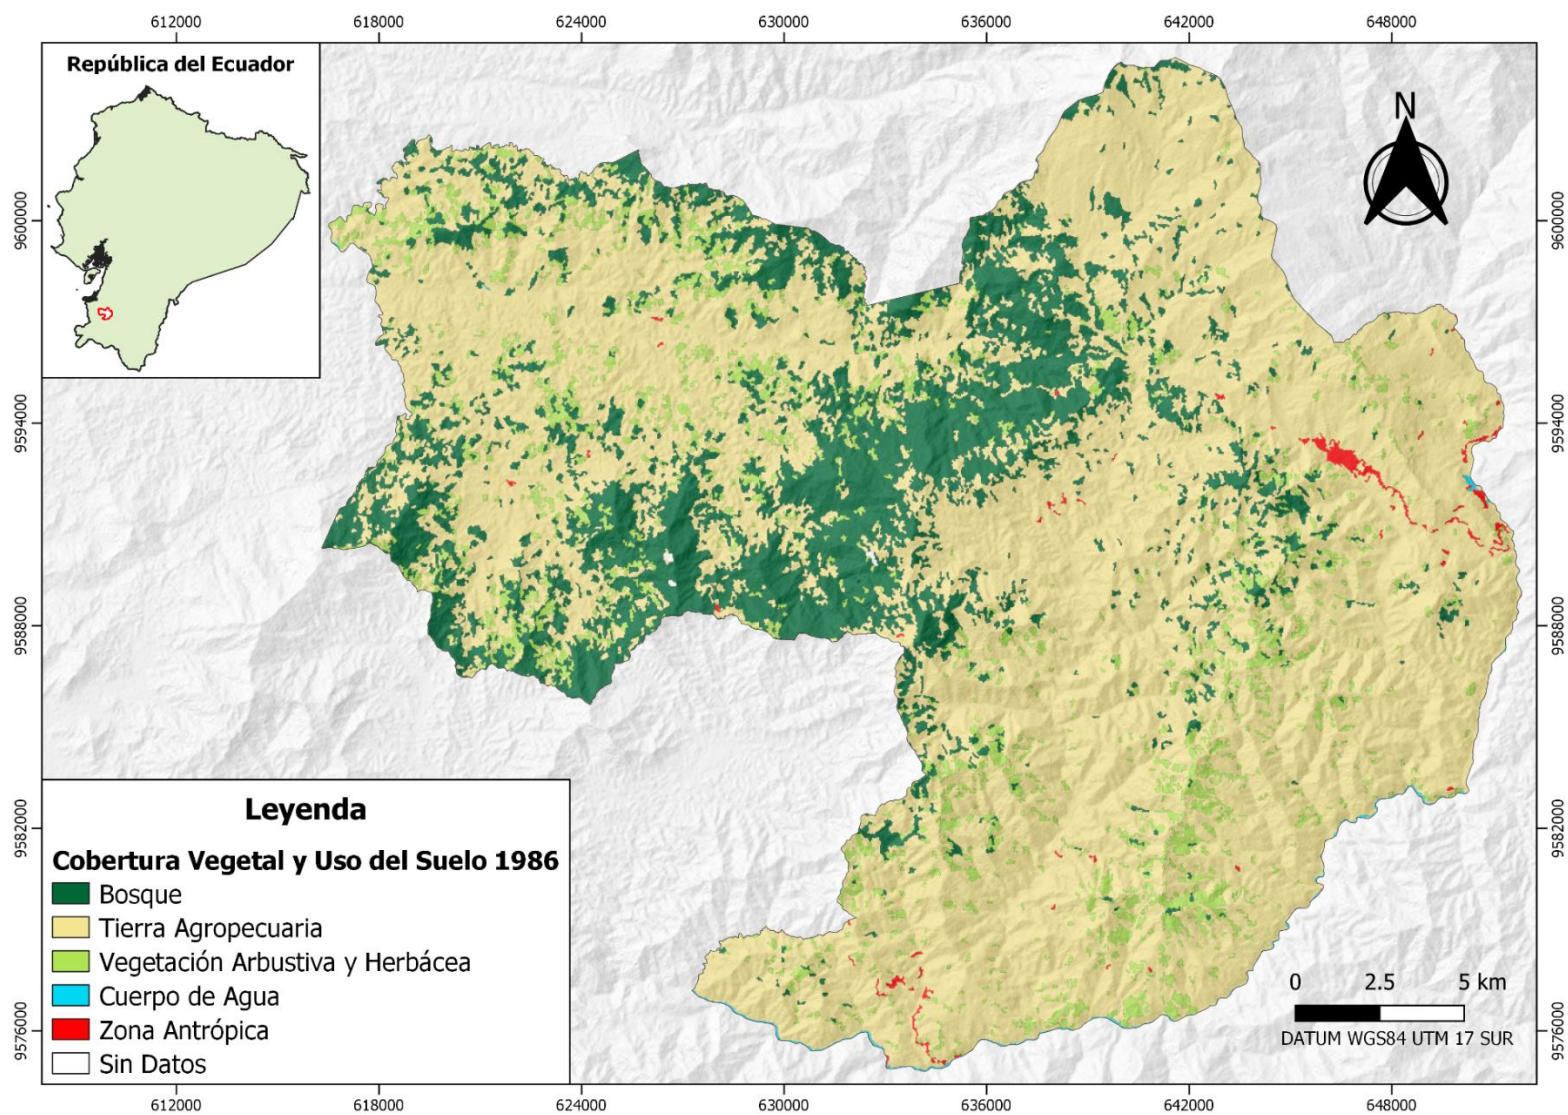 612000 618000 624000 630000 636000 642000 648000
República del Ecuador
N
9600000 9600000
9594000 9594000
9588000 9588000
9582000 9582000
9576000 9576000
Leyenda
Cobertura Vegetal y Uso del Suelo 1986
Bosque
Tierra Agropecuaria
Vegetación Arbustiva y Herbácea
Cuerpo de Agua
Zona Antrópica
Sin Datos
0 2.5 5 km
DATUM WGS84 UTM 17 SUR
612000 618000 624000 630000 636000 642000 648000